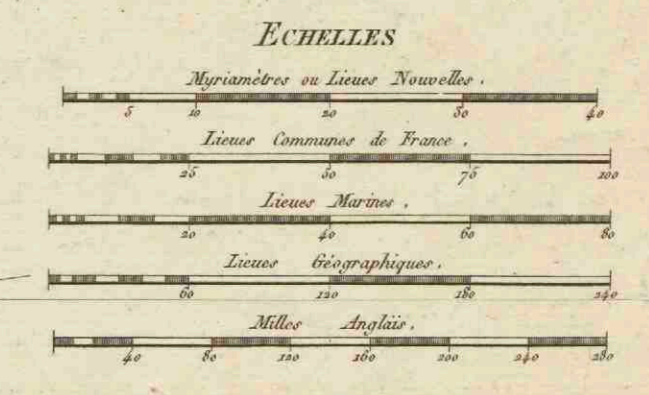 ECHELLES
Myriamètres ou Lieues Nouvelles.
5 10 20 30 40
Lieues Communes de France.
25 50 75 100
Lieues Marines.
20 40 60 80
Lieues Géographiques.
60 120 180 240
Milles Anglais.
40 80 120 160 200 240 280